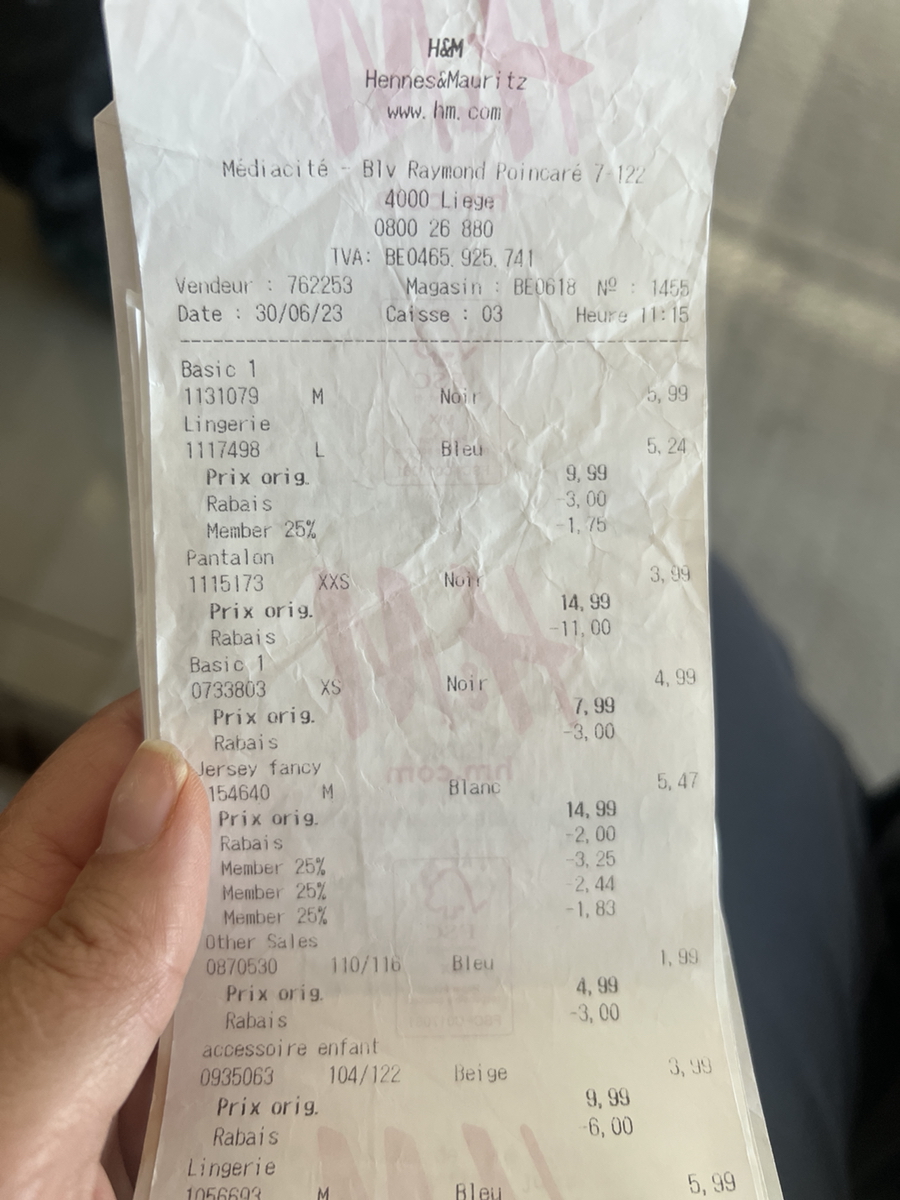 H&M
Hennes&Mauritz
www.hm.com
Médiacité - Blv Raymond Poincaré 7-122
4000 Liege
0800 26 880
TVA: BE0465.925.741
Vendeur : 762253 Magasin : BE0618 Nº : 1455
Date : 30/06/23 Caisse : 03 Heure 11:15
Basic 1
1131079 M Noir 5,99
Lingerie
1117498 L Bleu 5,24
Prix orig. 9,99
Rabais -3,00
Member 25% -1,75
Pantalon
1115173 XXS Noir 3,99
Prix orig. 14,99
Rabais -11,00
Basic 1
0733803 XS Noir 4,99
Prix orig. 7,99
Rabais -3,00
Jersey fancy
154640 M Blanc 5,47
Prix orig. 14,99
Rabais -2,00
Member 25% -3,25
Member 25% -2,44
Member 25% -1,83
Other Sales
0870530 110/116 Bleu 1,99
Prix orig. 4,99
Rabais -3,00
accessoire enfant
0935063 104/122 Beige 3,99
Prix orig. 9,99
Rabais -6,00
Lingerie
1056693 M Bleu 5,99